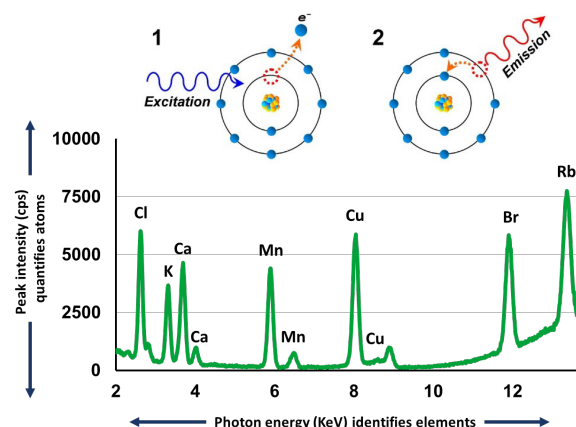 1
e⁻
2
Excitation
Emission
Peak intensity (cps)
quantifies atoms
10000
7500
5000
2500
0
Cl
K
Ca
Ca
Mn
Mn
Cu
Cu
Br
Rb
2 4 6 8 10 12
Photon energy (KeV) identifies elements